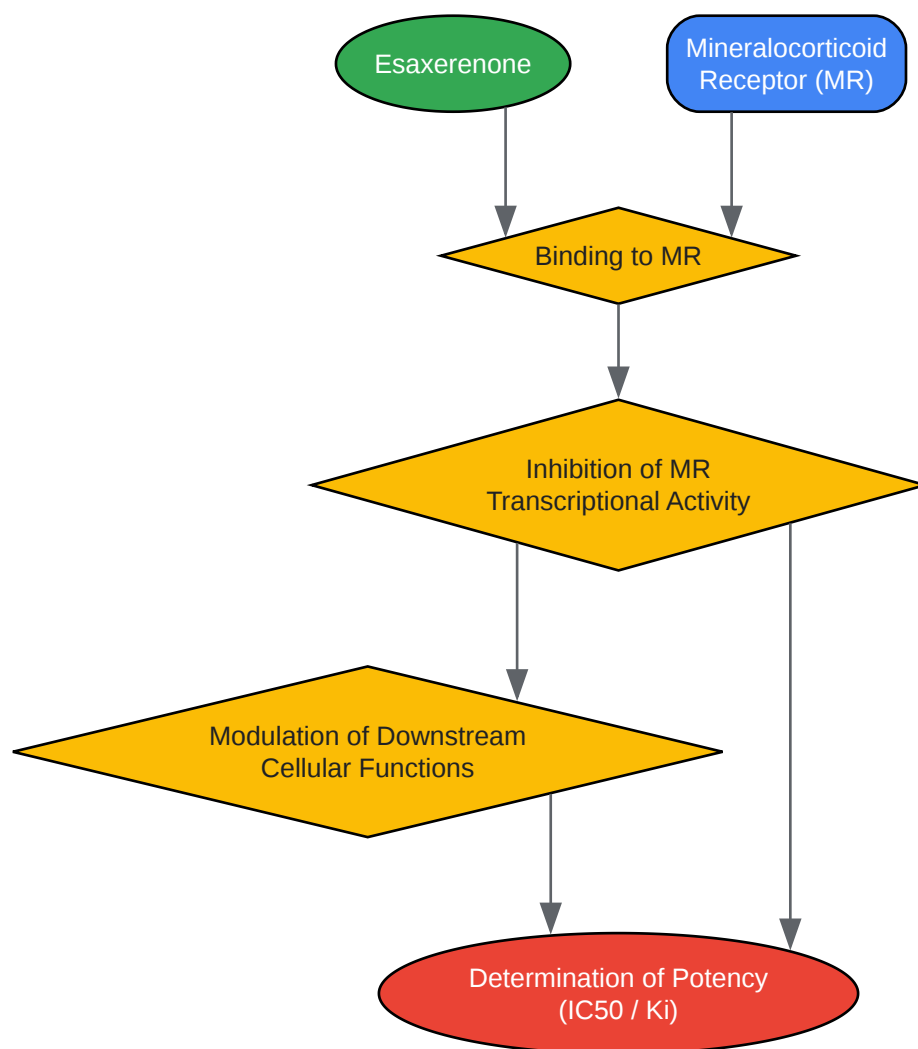 Esaxerenone
Mineralocorticoid
Receptor (MR)
Binding to MR
Inhibition of MR
Transcriptional Activity
Modulation of Downstream
Cellular Functions
Determination of Potency
(IC50 / Ki)